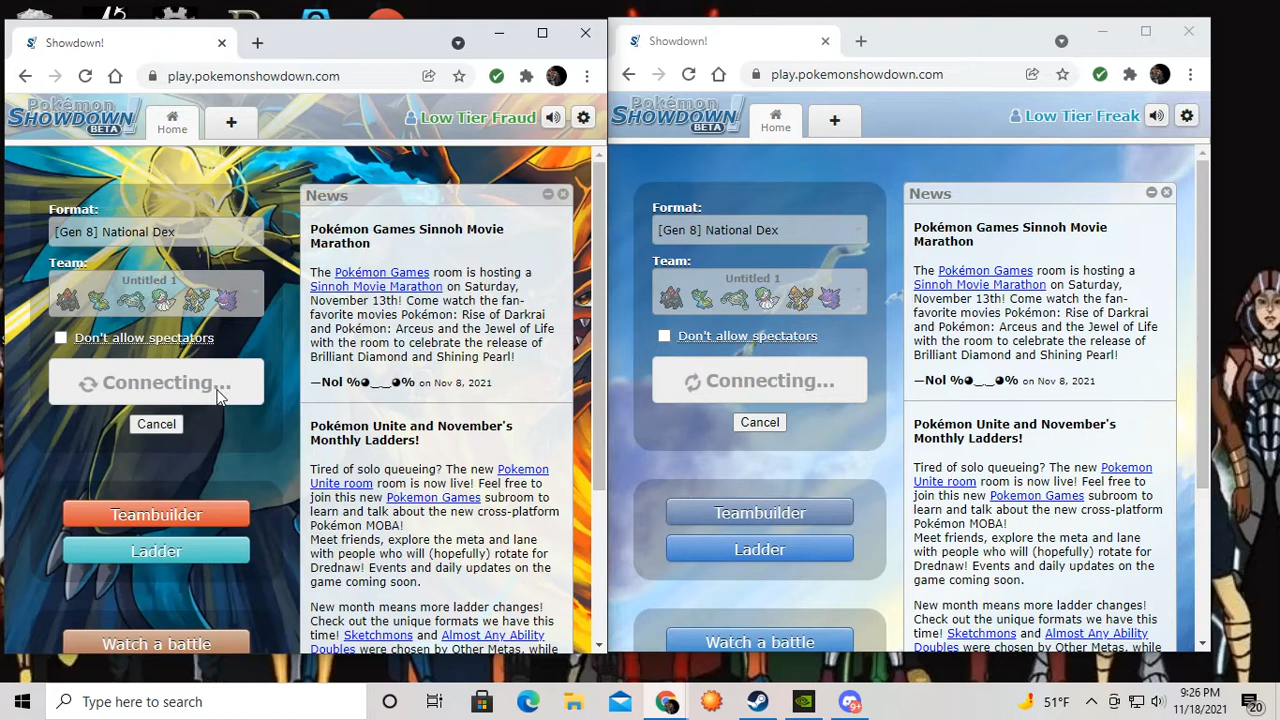 Showdown!
play.pokemonshowdown.com
Pokémon
SHOWDOWN!
BETA
Home
Low Tier Fraud
Format:
[Gen 8] National Dex
Team:
Untitled 1
Don't allow spectators
Connecting...
Cancel
Teambuilder
Ladder
Watch a battle
News
Pokémon Games Sinnoh Movie
Marathon
The Pokémon Games room is hosting a
Sinnoh Movie Marathon on Saturday,
November 13th! Come watch the fan-
favorite movies Pokémon: Rise of Darkrai
and Pokémon: Arceus and the Jewel of Life
with the room to celebrate the release of
Brilliant Diamond and Shining Pearl!
—Nol %◕‿‿◕% on Nov 8, 2021
Pokémon Unite and November's
Monthly Ladders!
Tired of solo queueing? The new Pokemon
Unite room room is now live! Feel free to
join this new Pokemon Games subroom to
learn and talk about the new cross-platform
Pokémon MOBA!
Meet friends, explore the meta and lane
with people who will (hopefully) rotate for
Drednaw! Events and daily updates on the
game coming soon.
New month means more ladder changes!
Check out the unique formats we have this
time! Sketchmons and Almost Any Ability
Doubles were chosen by Other Metas, while
Showdown!
play.pokemonshowdown.com
Pokémon
SHOWDOWN!
BETA
Home
Low Tier Freak
Format:
[Gen 8] National Dex
Team:
Untitled 1
Don't allow spectators
Connecting...
Cancel
Teambuilder
Ladder
Watch a battle
News
Pokémon Games Sinnoh Movie
Marathon
The Pokémon Games room is hosting a
Sinnoh Movie Marathon on Saturday,
November 13th! Come watch the fan-
favorite movies Pokémon: Rise of Darkrai
and Pokémon: Arceus and the Jewel of Life
with the room to celebrate the release of
Brilliant Diamond and Shining Pearl!
—Nol %◕‿‿◕% on Nov 8, 2021
Pokémon Unite and November's
Monthly Ladders!
Tired of solo queueing? The new Pokemon
Unite room room is now live! Feel free to
join this new Pokemon Games subroom to
learn and talk about the new cross-platform
Pokémon MOBA!
Meet friends, explore the meta and lane
with people who will (hopefully) rotate for
Drednaw! Events and daily updates on the
game coming soon.
New month means more ladder changes!
Check out the unique formats we have this
time! Sketchmons and Almost Any Ability
Doubles were chosen by Other Metas, while
Type here to search
9+
51°F
9:26 PM
11/18/2021
20